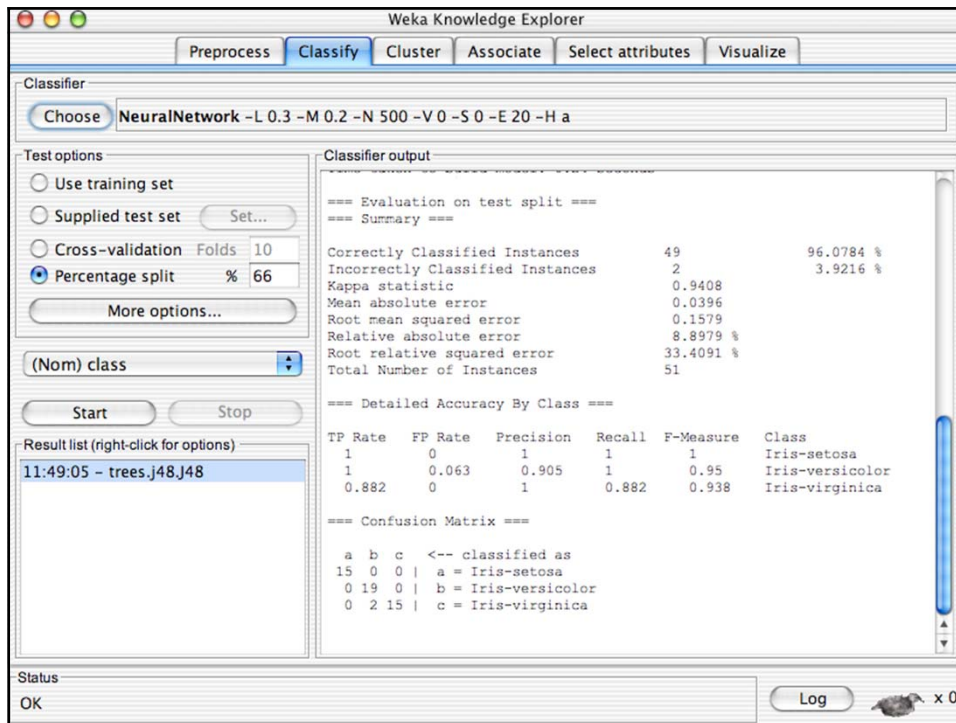 Weka Knowledge Explorer
Preprocess Classify Cluster Associate Select attributes Visualize
Classifier
Choose NeuralNetwork -L 0.3 -M 0.2 -N 500 -V 0 -S 0 -E 20 -H a
Test options
Use training set
Supplied test set Set...
Cross-validation Folds 10
Percentage split % 66
More options...
(Nom) class
Start Stop
Result list (right-click for options)
11:49:05 - trees.j48.J48
Classifier output
=== Evaluation on test split ===
=== Summary ===
Correctly Classified Instances 49 96.0784 %
Incorrectly Classified Instances 2 3.9216 %
Kappa statistic 0.9408
Mean absolute error 0.0396
Root mean squared error 0.1579
Relative absolute error 8.8979 %
Root relative squared error 33.4091 %
Total Number of Instances 51
=== Detailed Accuracy By Class ===
TP Rate FP Rate Precision Recall F-Measure Class
1 0 1 1 1 Iris-setosa
1 0.063 0.905 1 0.95 Iris-versicolor
0.882 0 1 0.882 0.938 Iris-virginica
=== Confusion Matrix ===
a b c <-- classified as
15 0 0 | a = Iris-setosa
0 19 0 | b = Iris-versicolor
0 2 15 | c = Iris-virginica
Status
OK
Log
x 0